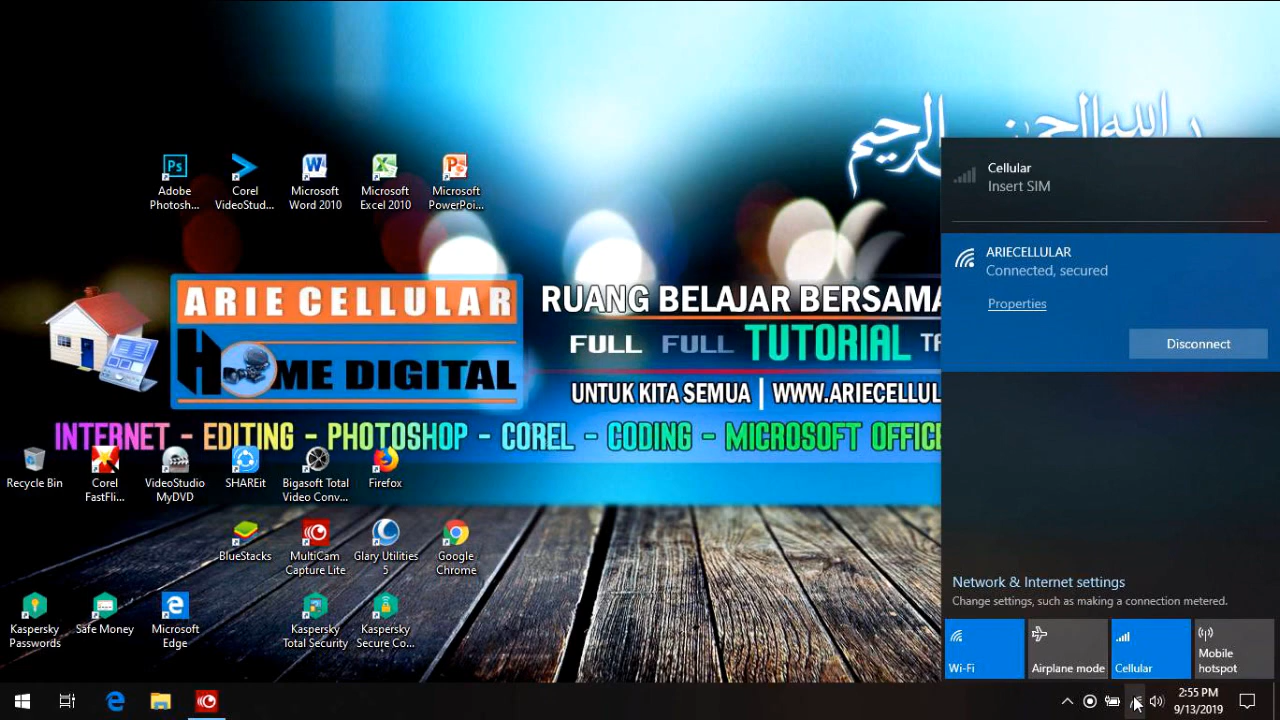 ر الله الرحمن الرحيم
Ps
Adobe
Photosh...
Corel
VideoStud...
Microsoft
Word 2010
Microsoft
Excel 2010
Microsoft
PowerPoi...
ARIE CELLULAR
HOME DIGITAL
RUANG BELAJAR BERSAMA
FULL FULL TUTORIAL
UNTUK KITA SEMUA | WWW.ARIECELLUL
INTERNET - EDITING - PHOTOSHOP - COREL - CODING - MICROSOFT OFFICE
Recycle Bin
Corel
FastFli...
VideoStudio
MyDVD
SHAREit
Bigasoft Total
Video Conv...
Firefox
BlueStacks
MultiCam
Capture Lite
Glary Utilities
5
Google
Chrome
Kaspersky
Passwords
Safe Money
Microsoft
Edge
Kaspersky
Total Security
Kaspersky
Secure Co...
Cellular
Insert SIM
ARIECELLULAR
Connected, secured
Properties
Disconnect
Network & Internet settings
Change settings, such as making a connection metered.
Wi-Fi
Airplane mode
Cellular
Mobile
hotspot
2:55 PM
9/13/2019